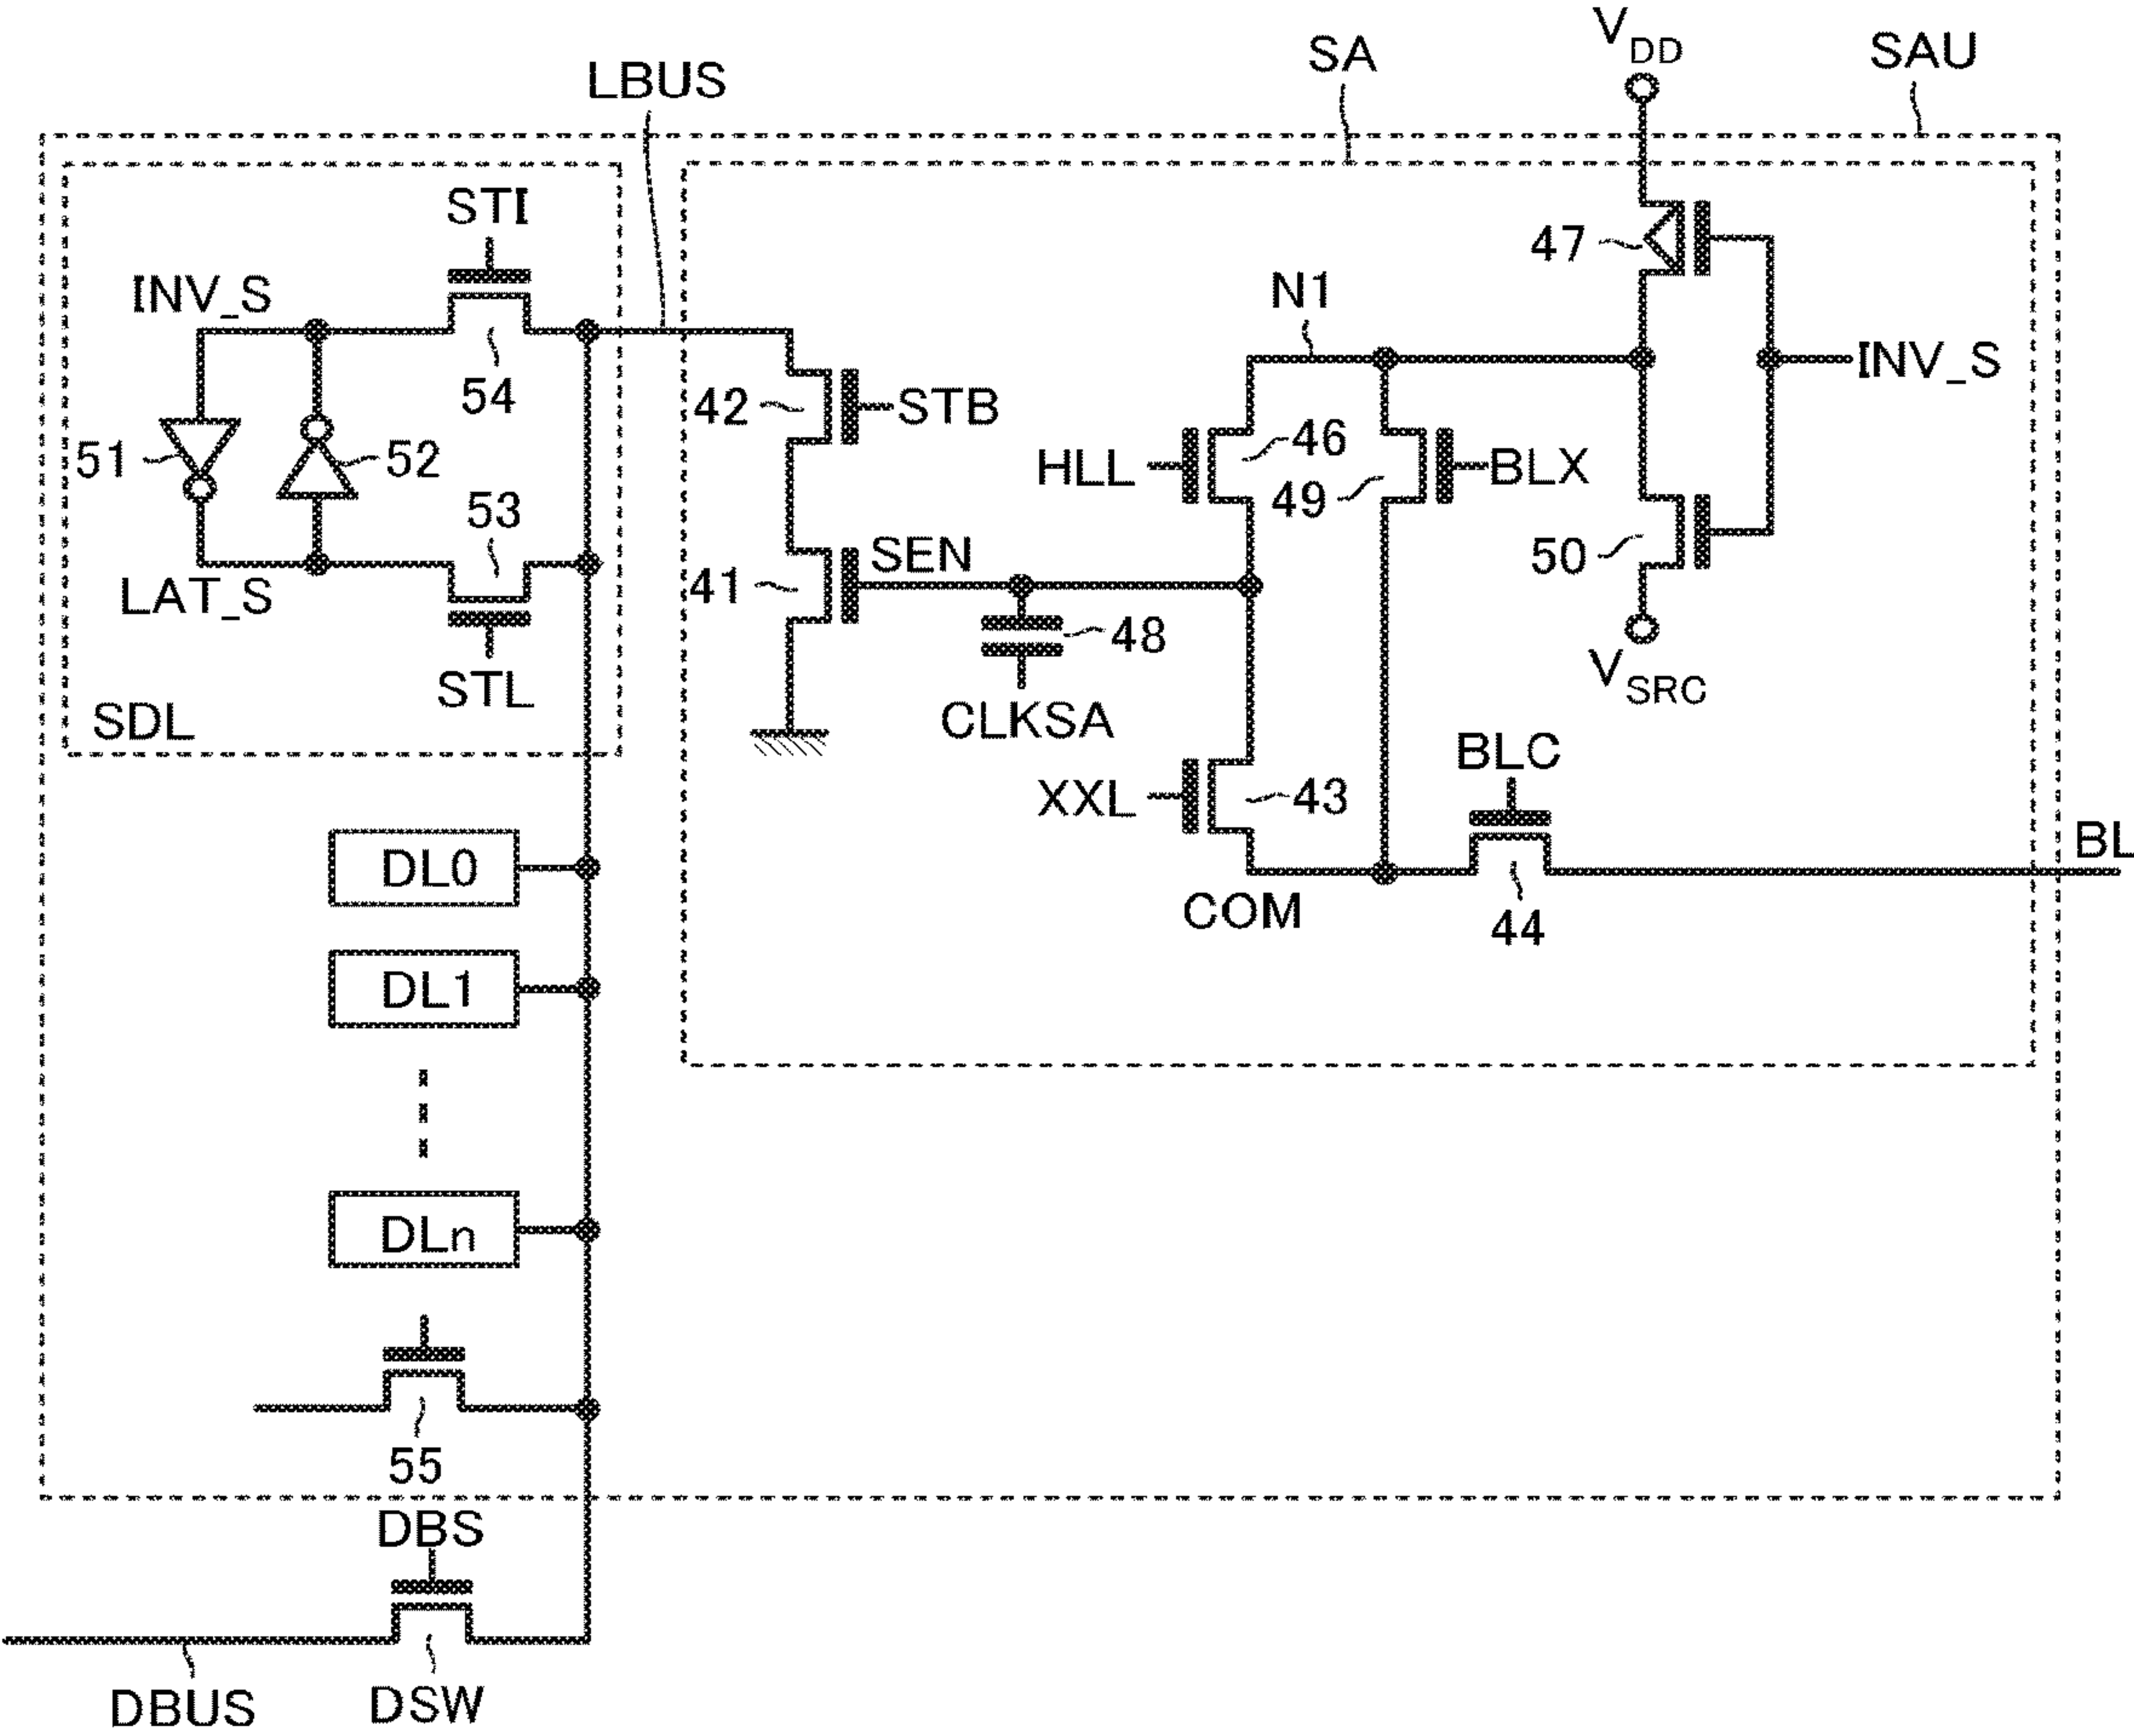 V DD
SA
SAU
LBUS
STI
47
INV_S
N1
INV_S
54
42
STB
46
51
52
HLL
49
BLX
53
SEN
50
41
LAT_S
48
STL
V SRC
SDL
CLKSA
BLC
XXL
43
BL
DL0
COM
44
DL1
DLn
55
DBS
DBUS
DSW